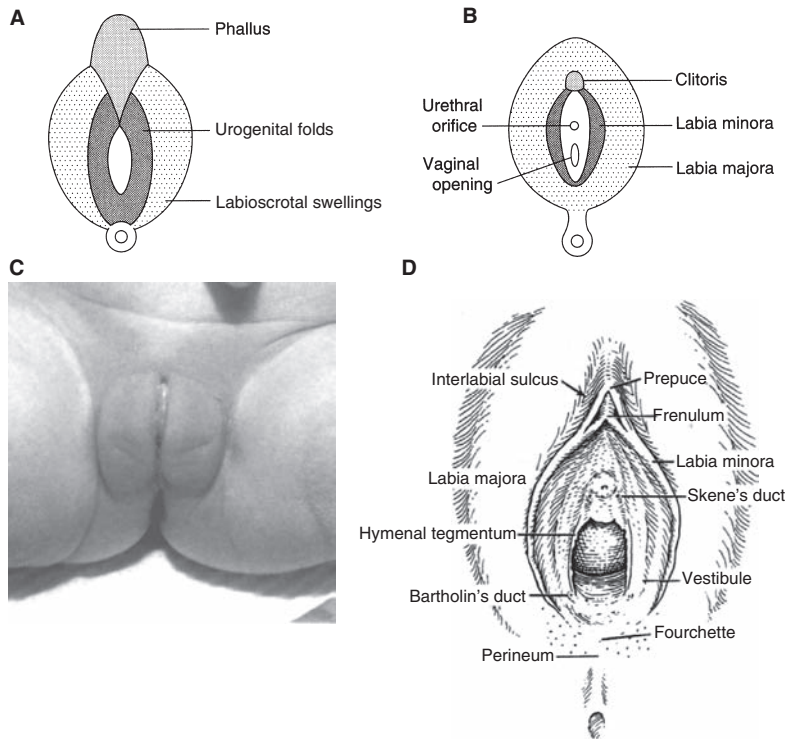 A
Phallus
Urogenital folds
Labioscrotal swellings
B
Clitoris
Urethral
orifice
Labia minora
Vaginal
opening
Labia majora
C
D
Interlabial sulcus
Prepuce
Frenulum
Labia minora
Labia majora
Skene's duct
Hymenal tegmentum
Vestibule
Bartholin's duct
Fourchette
Perineum